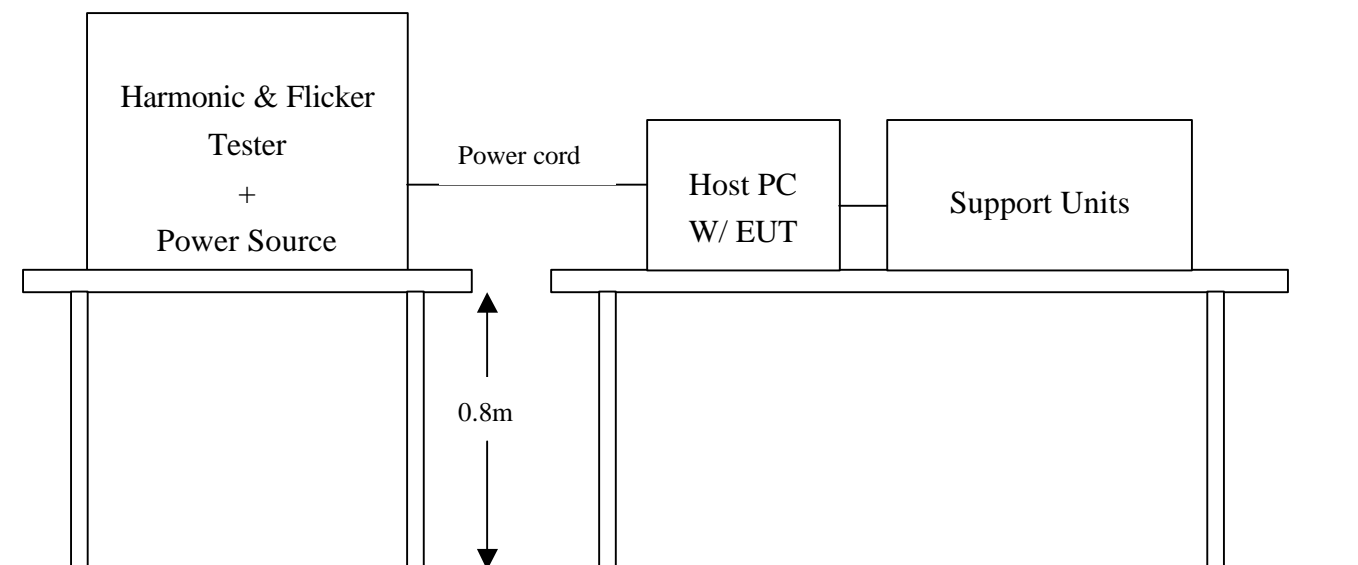 Harmonic & Flicker
Tester
+
Power Source
Power cord
Host PC
W/ EUT
Support Units
0.8m